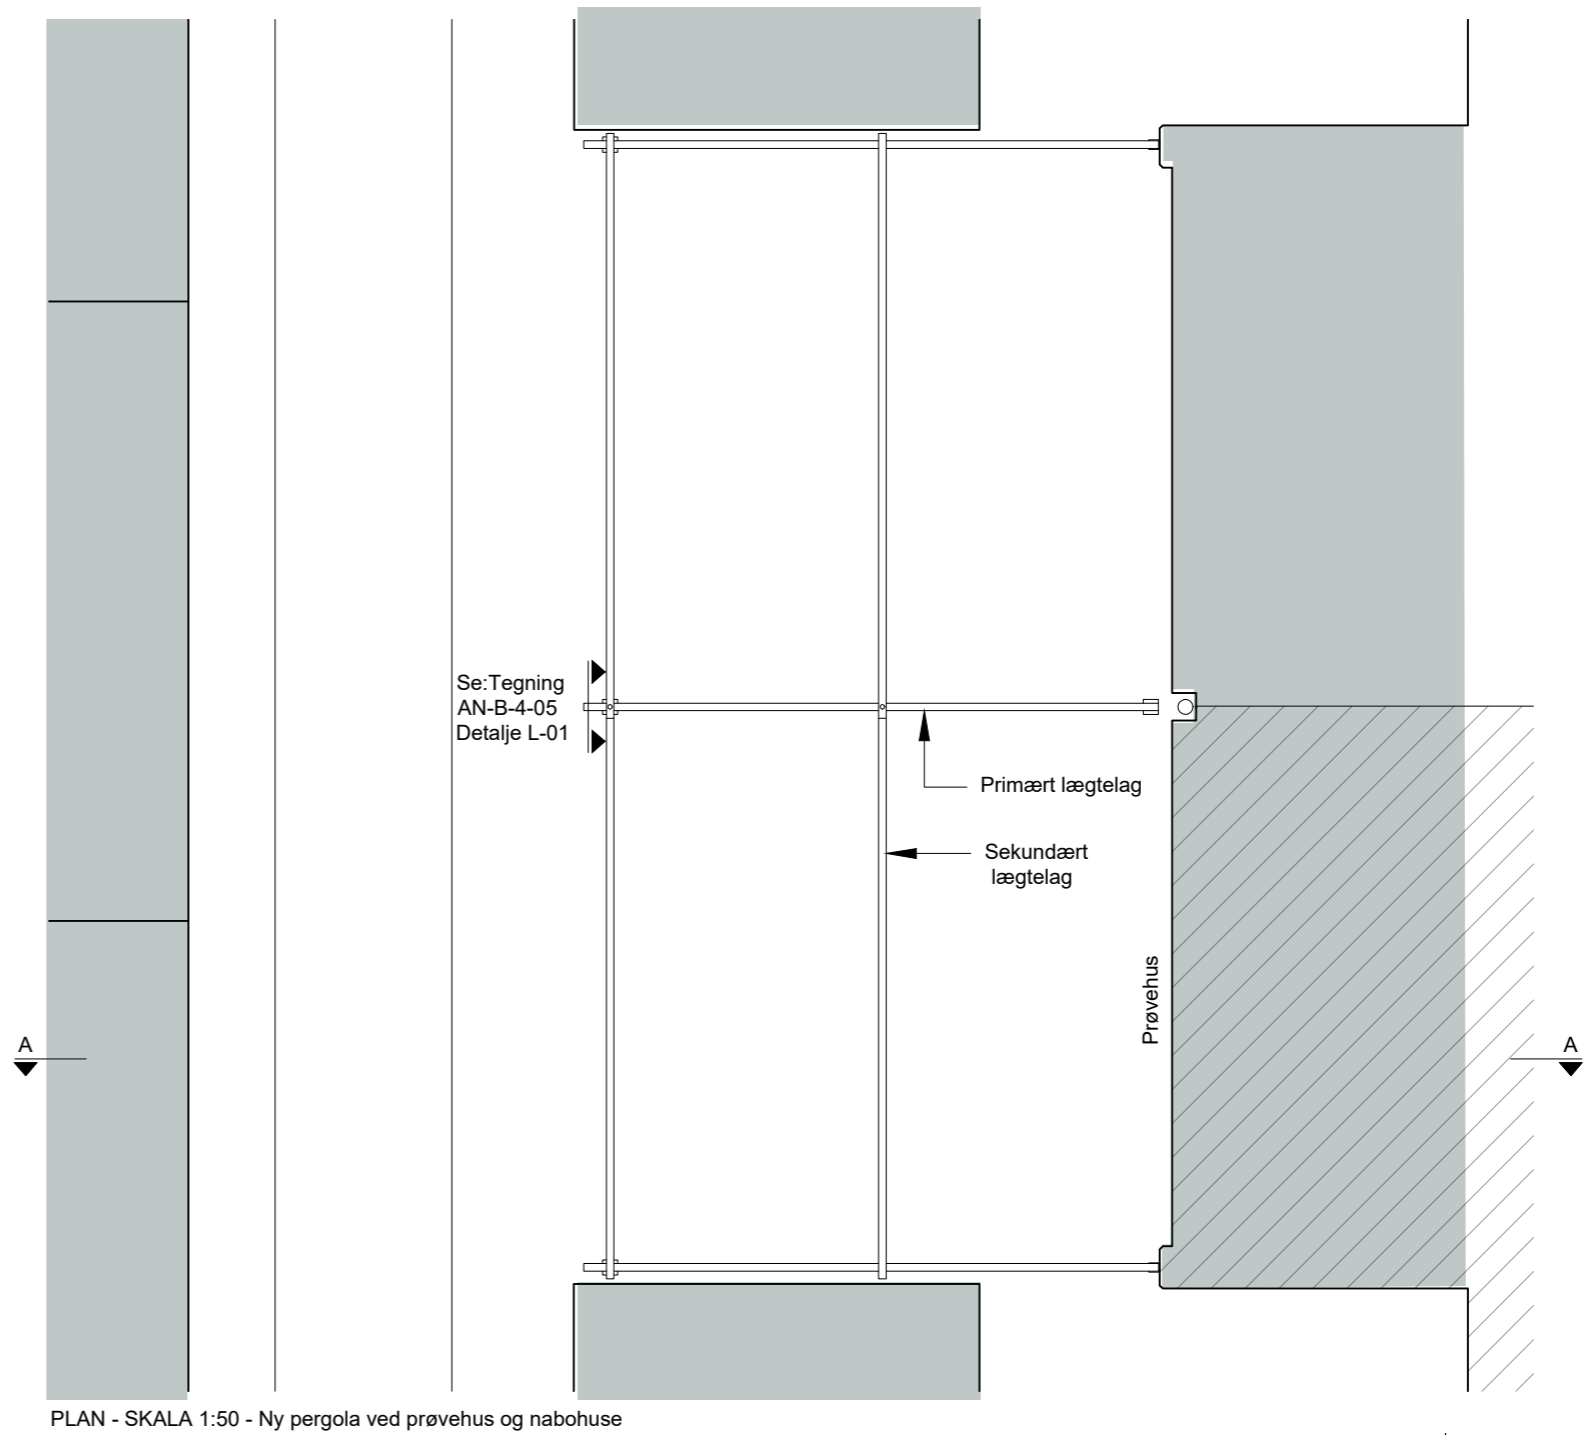 Se:Tegning
AN-B-4-05
Detalje L-01
Primært lægtelag
Sekundært
lægtelag
Prøvehus
A
A
PLAN - SKALA 1:50 - Ny pergola ved prøvehus og nabohuse